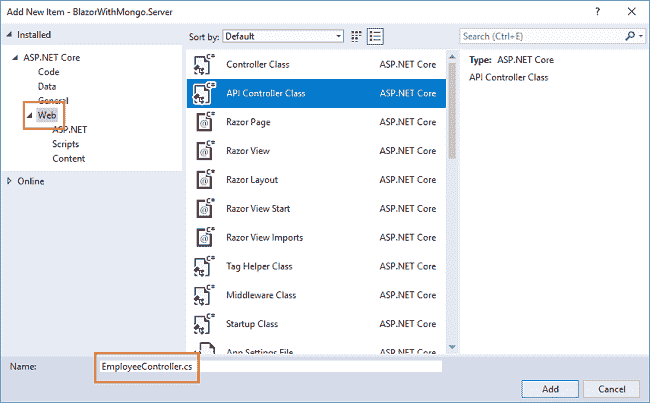 Add New Item - BlazorWithMongo.Server
? X
Installed
ASP.NET Core
Code
Data
General
Web
ASP.NET
Scripts
Content
Online
Sort by: Default
Controller Class ASP.NET Core
API Controller Class ASP.NET Core
Razor Page ASP.NET Core
Razor View ASP.NET Core
Razor Layout ASP.NET Core
Razor View Start ASP.NET Core
Razor View Imports ASP.NET Core
Tag Helper Class ASP.NET Core
Middleware Class ASP.NET Core
Startup Class ASP.NET Core
App Settings File ASP.NET Core
Search (Ctrl+E)
Type: ASP.NET Core
API Controller Class
Name: EmployeeController.cs
Add Cancel